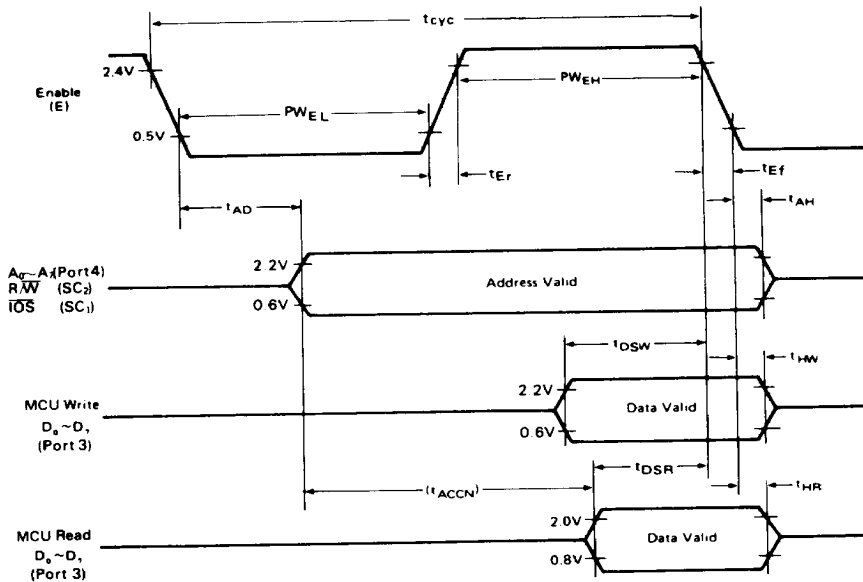 tcyc
2.4V
Enable
(E)
PWEL
PWEH
0.5V
tEr
tEf
tAD
tAH
A₀~A₇(Port4)
R/W̅ (SC₂)
I̅O̅S̅ (SC₁)
2.2V
0.6V
Address Valid
tDSW
tHW
MCU Write
D₀~D₇
(Port 3)
2.2V
0.6V
Data Valid
(tACCN)
tDSR
tHR
MCU Read
D₀~D₇
(Port 3)
2.0V
0.8V
Data Valid